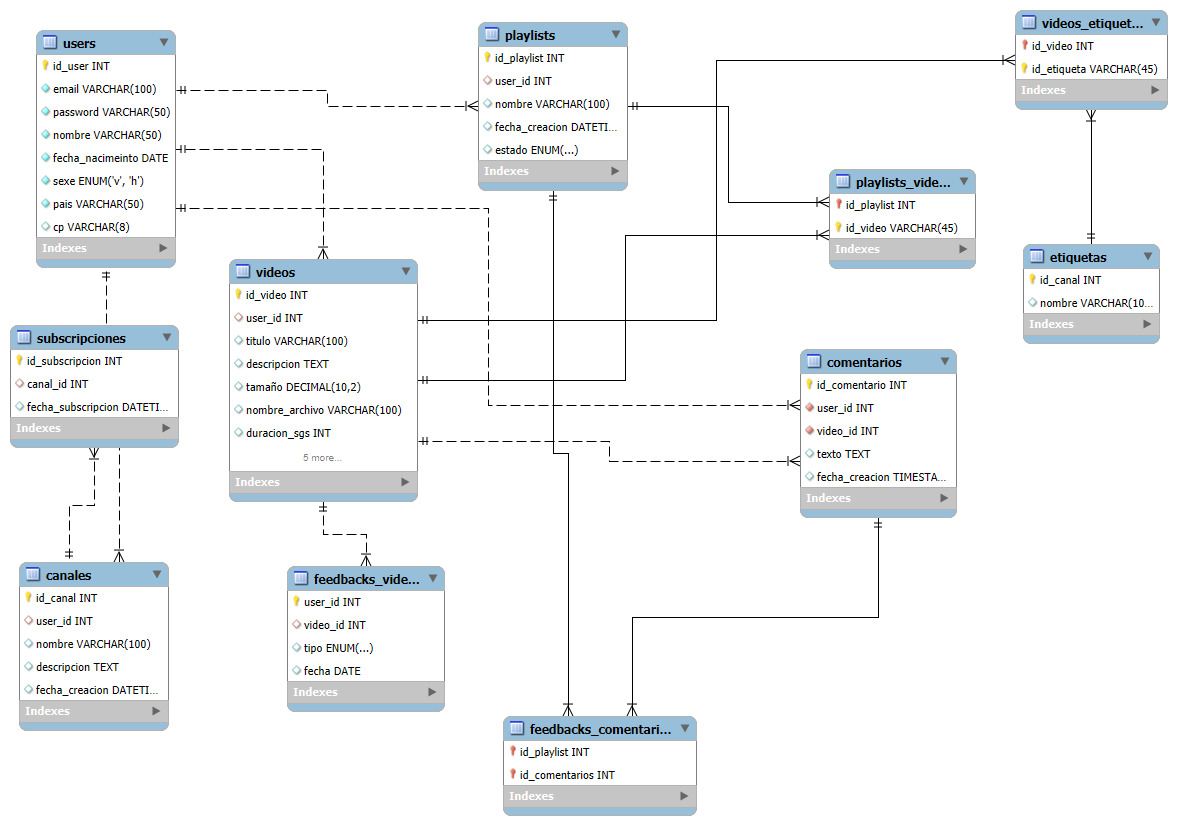 users
id_user INT
email VARCHAR(100)
password VARCHAR(50)
nombre VARCHAR(50)
fecha_nacimeinto DATE
sexe ENUM('v', 'h')
pais VARCHAR(50)
cp VARCHAR(8)
Indexes
playlists
id_playlist INT
user_id INT
nombre VARCHAR(100)
fecha_creacion DATETI...
estado ENUM(...)
Indexes
videos_etiquet...
id_video INT
id_etiqueta VARCHAR(45)
Indexes
playlists_vide...
id_playlist INT
id_video VARCHAR(45)
Indexes
etiquetas
id_canal INT
nombre VARCHAR(10...
Indexes
videos
id_video INT
user_id INT
titulo VARCHAR(100)
descripcion TEXT
tamaño DECIMAL(10,2)
nombre_archivo VARCHAR(100)
duracion_sgs INT
5 more...
Indexes
subscripciones
id_subscripcion INT
canal_id INT
fecha_subscripcion DATETI...
Indexes
comentarios
id_comentario INT
user_id INT
video_id INT
texto TEXT
fecha_creacion TIMESTA...
Indexes
canales
id_canal INT
user_id INT
nombre VARCHAR(100)
descripcion TEXT
fecha_creacion DATETI...
Indexes
feedbacks_vide...
user_id INT
video_id INT
tipo ENUM(...)
fecha DATE
Indexes
feedbacks_comentari...
id_playlist INT
id_comentarios INT
Indexes